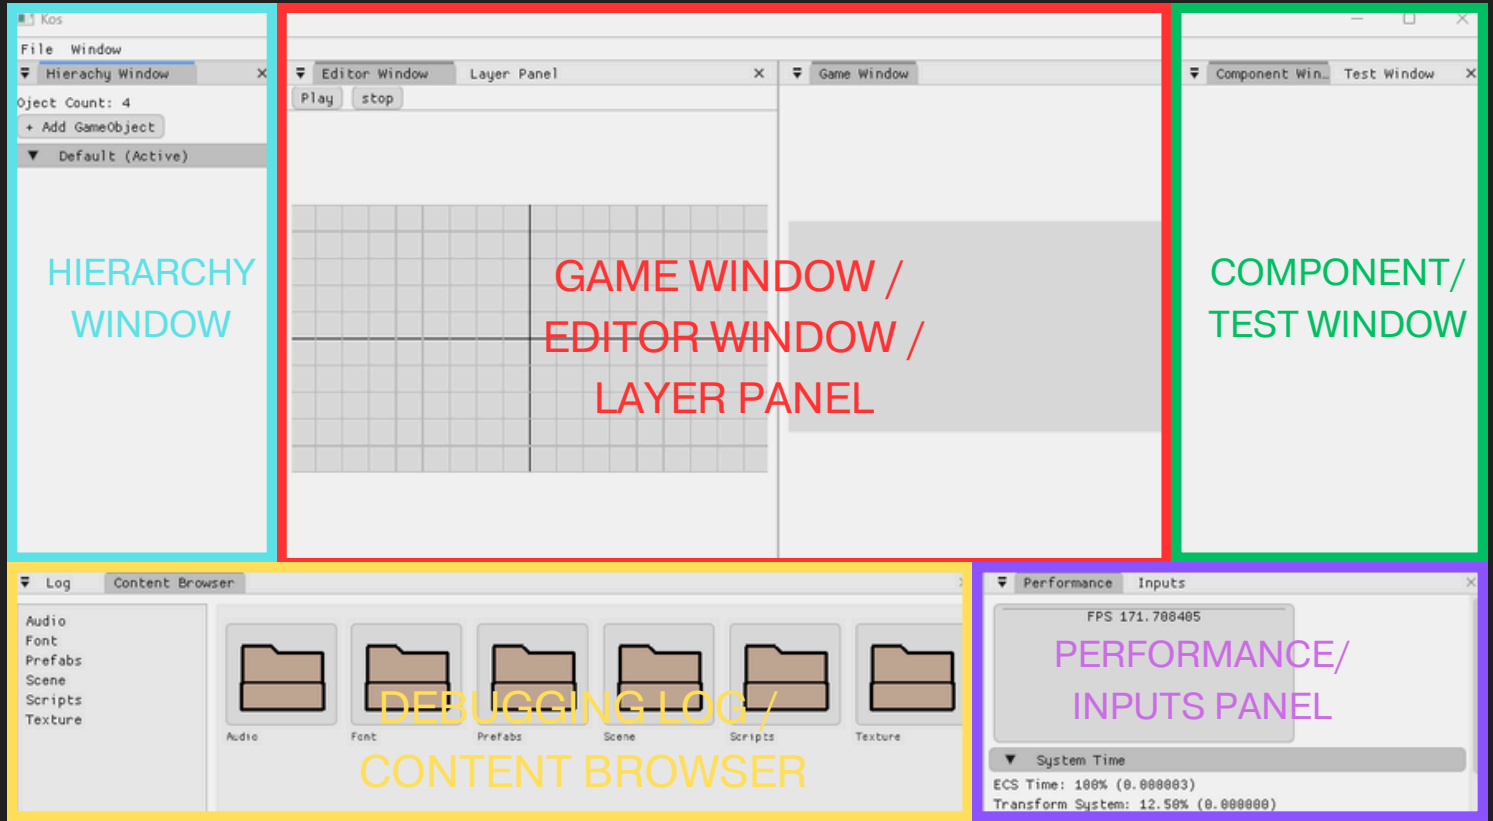 Kos
File Window
Hierachy Window
Oject Count: 4
+ Add GameObject
Default (Active)
HIERARCHY
WINDOW
Editor Window Layer Panel
Play stop
Game Window
GAME WINDOW /
EDITOR WINDOW /
LAYER PANEL
Component Win… Test Window
COMPONENT/
TEST WINDOW
Log Content Browser
Audio
Font
Prefabs
Scene
Scripts
Texture
Audio Font Prefabs Scene Scripts Texture
DEBUGGING LOG /
CONTENT BROWSER
Performance Inputs
FPS 171.708405
PERFORMANCE/
INPUTS PANEL
System Time
ECS Time: 100% (0.000003)
Transform System: 12.50% (0.000000)